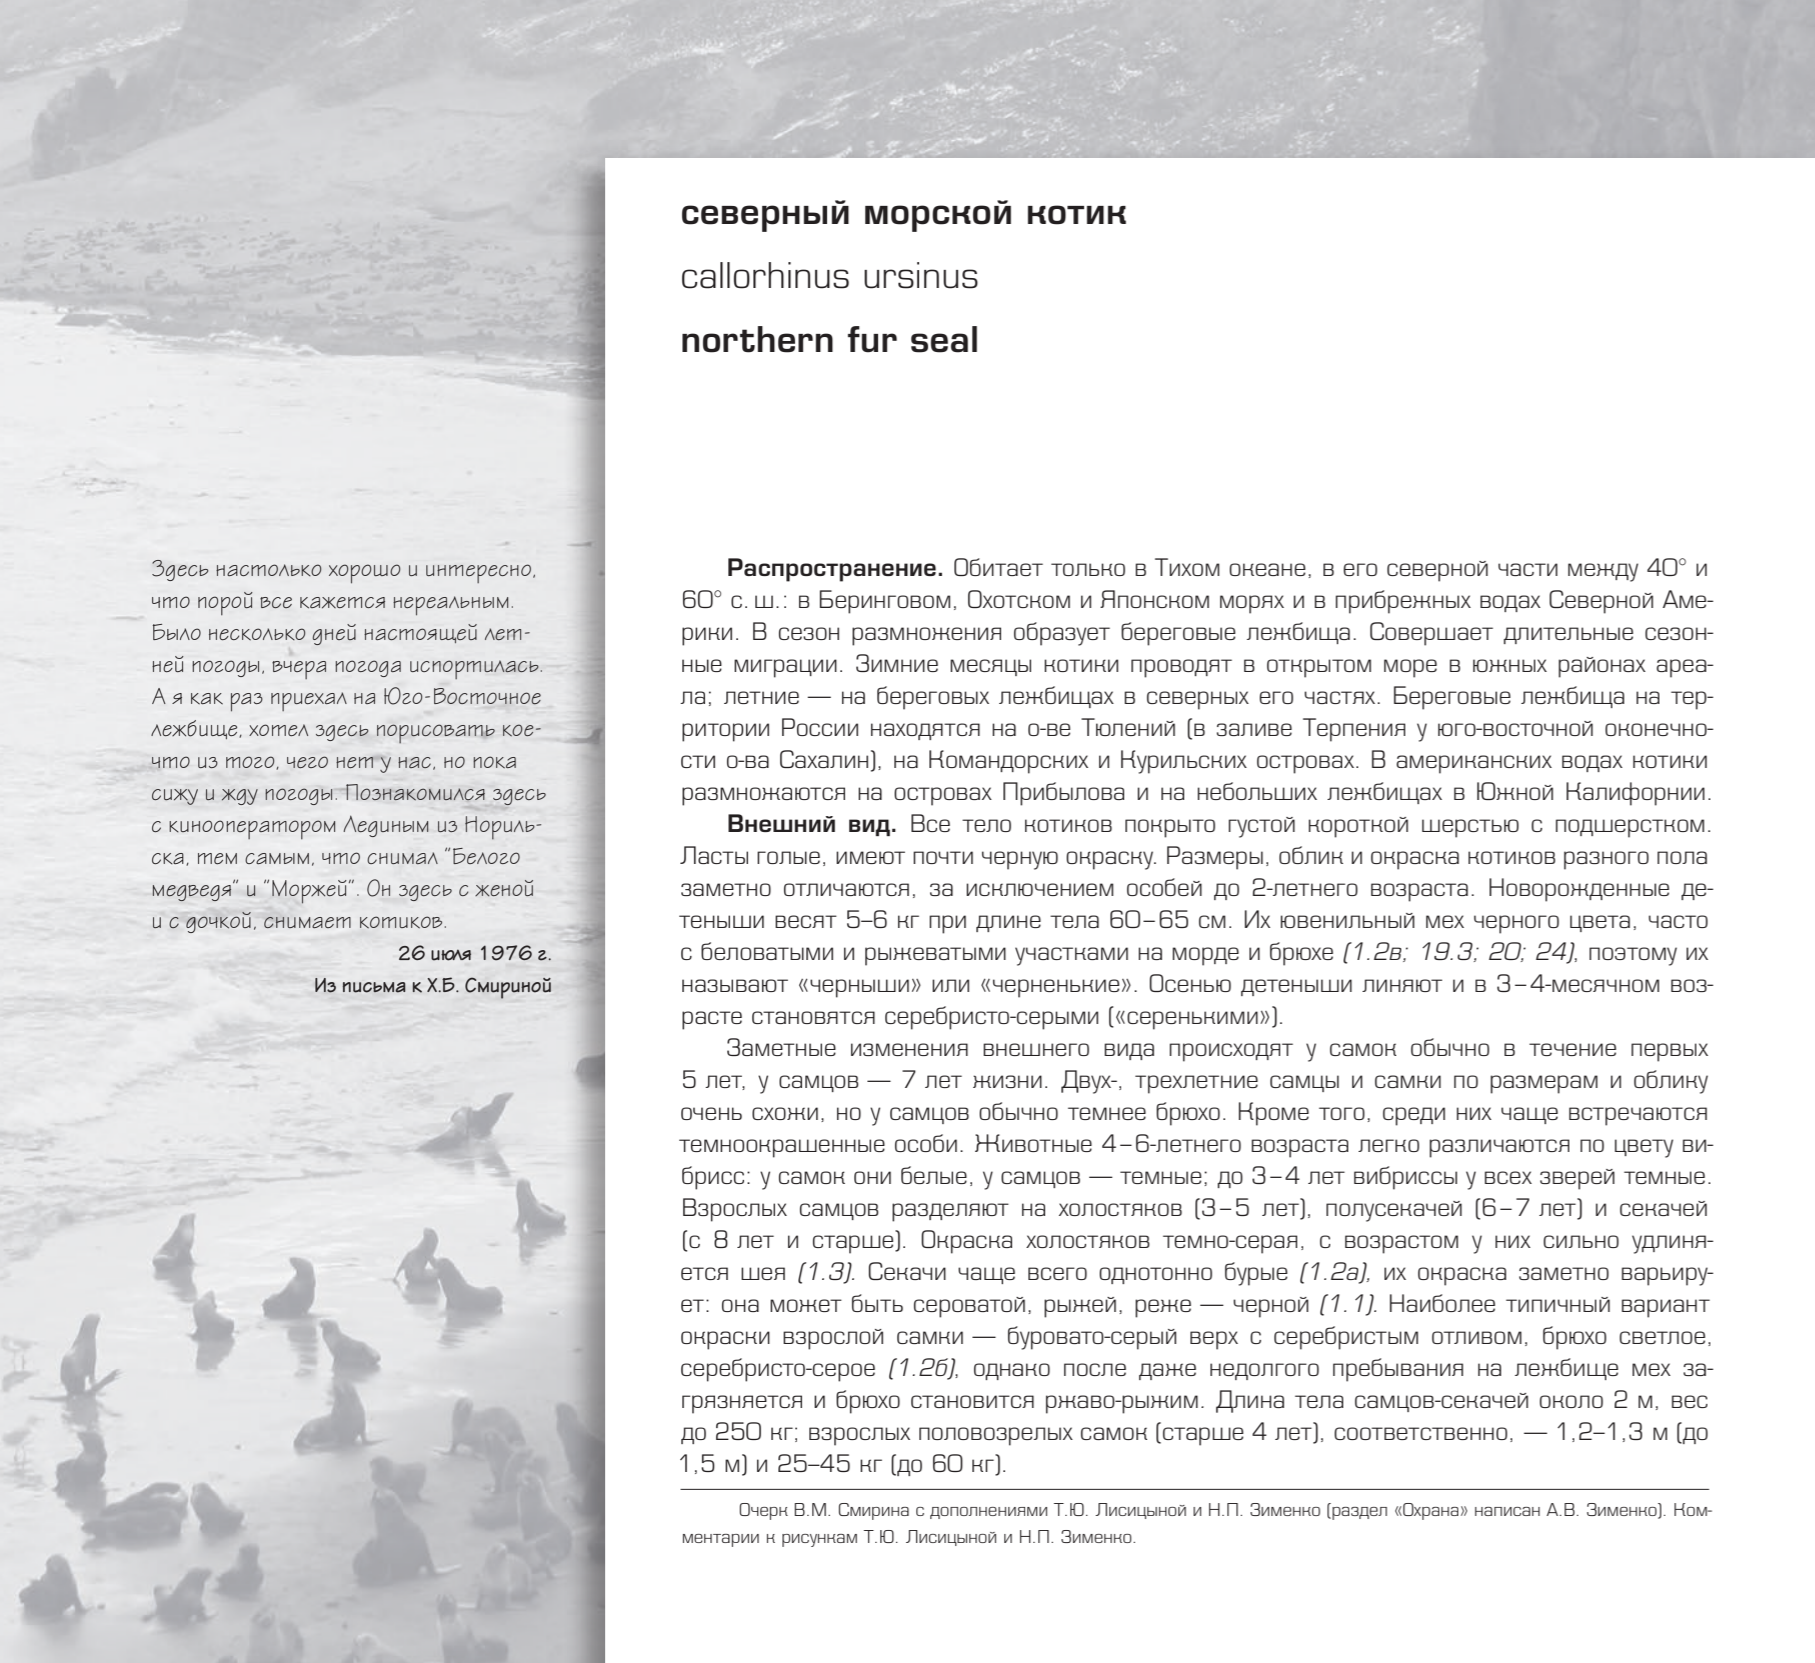 северный морской котик
callorhinus ursinus
northern fur seal
Здесь настолько хорошо и интересно,
что порой все кажется нереальным.
Было несколько дней настоящей лет-
ней погоды, вчера погода испортилась.
А я как раз приехал на Юго-Восточное
лежбище, хотел здесь порисовать кое-
что из того, чего нет у нас, но пока
сижу и жду погоды. Познакомился здесь
с кинооператором Лединым из Нориль-
ска, тем самым, что снимал "Белого
медведя" и "Моржей". Он здесь с женой
и с дочкой, снимает котиков.
26 июля 1976 г.
Из письма к Х.Б. Смириной
Распространение. Обитает только в Тихом океане, в его северной части между 40° и
60° с. ш.: в Беринговом, Охотском и Японском морях и в прибрежных водах Северной Аме-
рики. В сезон размножения образует береговые лежбища. Совершает длительные сезон-
ные миграции. Зимние месяцы котики проводят в открытом море в южных районах ареа-
ла; летние — на береговых лежбищах в северных его частях. Береговые лежбища на тер-
ритории России находятся на о-ве Тюлений (в заливе Терпения у юго-восточной оконечно-
сти о-ва Сахалин), на Командорских и Курильских островах. В американских водах котики
размножаются на островах Прибылова и на небольших лежбищах в Южной Калифорнии.
Внешний вид. Все тело котиков покрыто густой короткой шерстью с подшерстком.
Ласты голые, имеют почти черную окраску. Размеры, облик и окраска котиков разного пола
заметно отличаются, за исключением особей до 2-летнего возраста. Новорожденные де-
теныши весят 5–6 кг при длине тела 60–65 см. Их ювенильный мех черного цвета, часто
с беловатыми и рыжеватыми участками на морде и брюхе (1.2в; 19.3; 20; 24), поэтому их
называют «черныши» или «черненькие». Осенью детеныши линяют и в 3–4-месячном воз-
расте становятся серебристо-серыми («серенькими»).
Заметные изменения внешнего вида происходят у самок обычно в течение первых
5 лет, у самцов — 7 лет жизни. Двух-, трехлетние самцы и самки по размерам и облику
очень схожи, но у самцов обычно темнее брюхо. Кроме того, среди них чаще встречаются
темноокрашенные особи. Животные 4–6-летнего возраста легко различаются по цвету ви-
брисс: у самок они белые, у самцов — темные; до 3–4 лет вибриссы у всех зверей темные.
Взрослых самцов разделяют на холостяков (3–5 лет), полусекачей (6–7 лет) и секачей
(с 8 лет и старше). Окраска холостяков темно-серая, с возрастом у них сильно удлиня-
ется шея (1.3). Секачи чаще всего однотонно бурые (1.2а), их окраска заметно варьиру-
ет: она может быть сероватой, рыжей, реже — черной (1.1). Наиболее типичный вариант
окраски взрослой самки — буровато-серый верх с серебристым отливом, брюхо светлое,
серебристо-серое (1.2б), однако после даже недолгого пребывания на лежбище мех за-
грязняется и брюхо становится ржаво-рыжим. Длина тела самцов-секачей около 2 м, вес
до 250 кг; взрослых половозрелых самок (старше 4 лет), соответственно, — 1,2–1,3 м (до
1,5 м) и 25–45 кг (до 60 кг).
Очерк В.М. Смирина с дополнениями Т.Ю. Лисицыной и Н.П. Зименко (раздел «Охрана» написан А.В. Зименко). Ком-
ментарии к рисункам Т.Ю. Лисицыной и Н.П. Зименко.